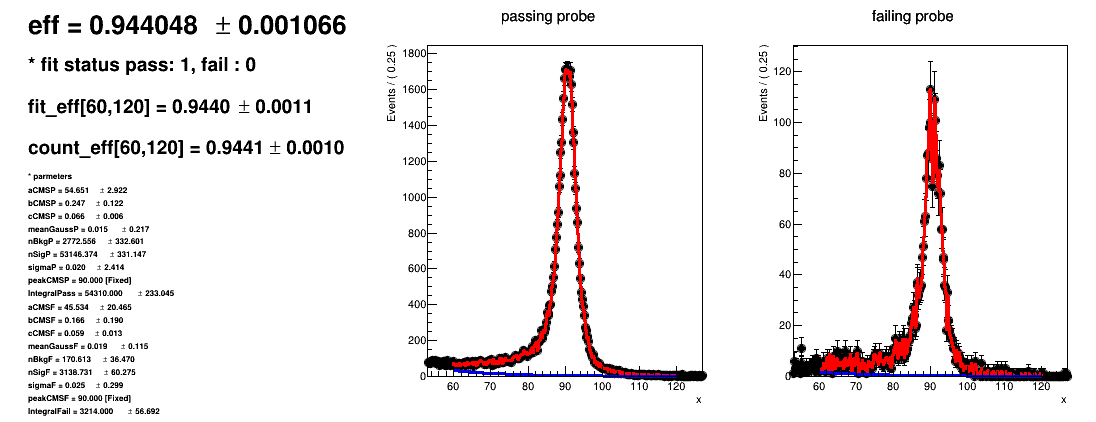 eff = 0.944048 ± 0.001066
* fit status pass: 1, fail : 0
fit_eff[60,120] = 0.9440 ± 0.0011
count_eff[60,120] = 0.9441 ± 0.0010
* parmeters
aCMSP = 54.651 ± 2.922
bCMSP = 0.247 ± 0.122
cCMSP = 0.066 ± 0.006
meanGaussP = 0.015 ± 0.217
nBkgP = 2772.556 ± 332.601
nSigP = 53146.374 ± 331.147
sigmaP = 0.020 ± 2.414
peakCMSP = 90.000 [Fixed]
IntegralPass = 54310.000 ± 233.045
aCMSF = 45.534 ± 20.465
bCMSF = 0.166 ± 0.190
cCMSF = 0.059 ± 0.013
meanGaussF = 0.019 ± 0.115
nBkgF = 170.613 ± 36.470
nSigF = 3138.731 ± 60.275
sigmaF = 0.025 ± 0.299
peakCMSF = 90.000 [Fixed]
IntegralFail = 3214.000 ± 56.692
passing probe
Events / ( 0.25 )
1800
1600
1400
1200
1000
800
600
400
200
0
60 70 80 90 100 110 120
x
failing probe
Events / ( 0.25 )
120
100
80
60
40
20
0
60 70 80 90 100 110 120
x